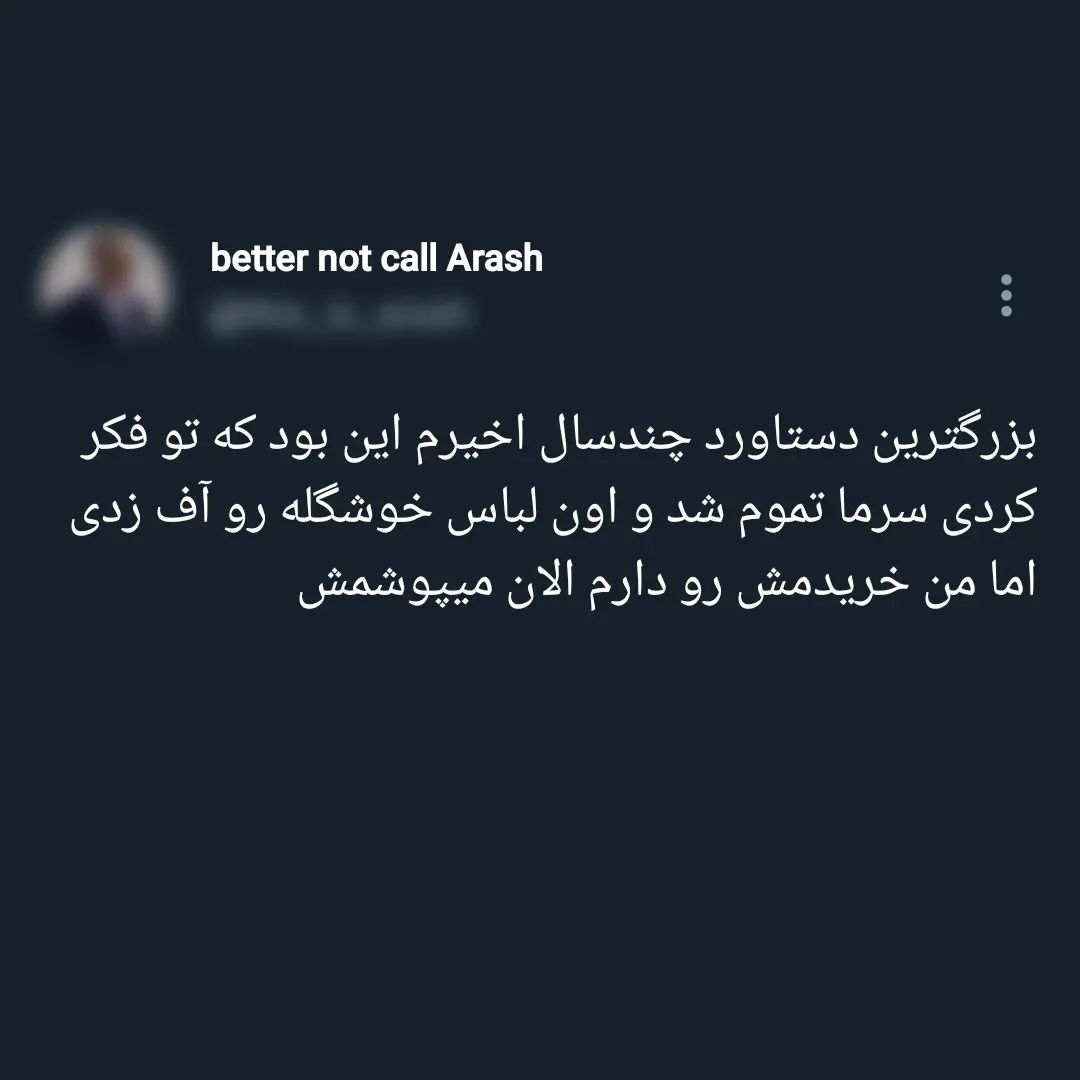 better not call Arash
بزرگترین دستاورد چندسال اخیرم این بود که تو فکر
کردی سرما تموم شد و اون لباس خوشگله رو آف زدی
اما من خریدمش رو دارم الان میپوشمش